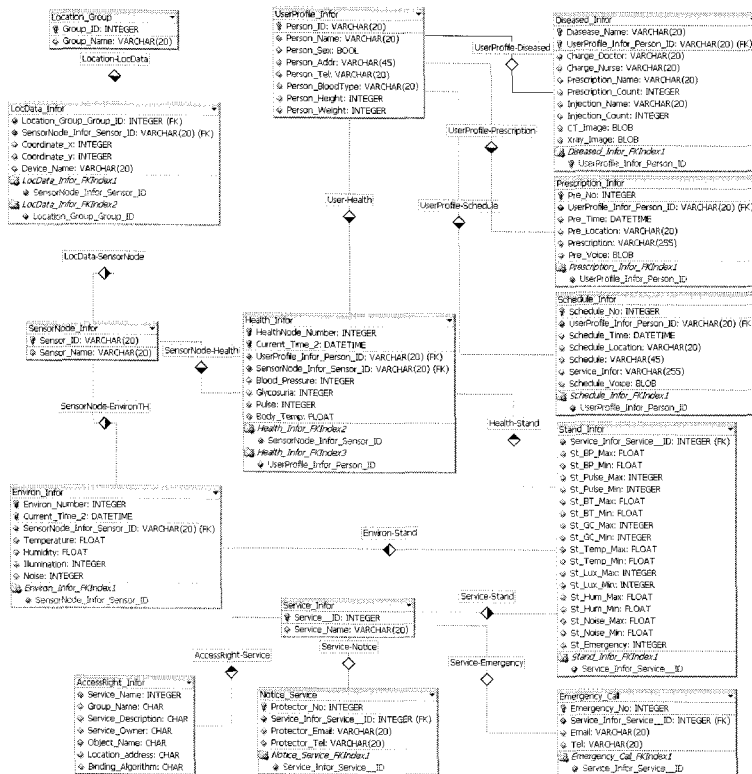 Location_Group
Group_ID: INTEGER
Group_Name: VARCHAR(20)
Location-LocData
LocData_Infor
Location_Group_Group_ID: INTEGER (FK)
SensorNode_Infor_Sensor_ID: VARCHAR(20) (FK)
Coordinate_x: INTEGER
Coordinate_y: INTEGER
Device_Name: VARCHAR(20)
LocData_Infor_FKIndex1
SensorNode_Infor_Sensor_ID
LocData_Infor_FKIndex2
Location_Group_Group_ID
LocData-SensorNode
SensorNode_Infor
Sensor_ID: VARCHAR(20)
Sensor_Name: VARCHAR(20)
SensorNode-Health
SensorNode-EnvironTH
Environ_Infor
Environ_Number: INTEGER
Current_Time_2: DATETIME
SensorNode_Infor_Sensor_ID: VARCHAR(20) (FK)
Temperature: FLOAT
Humidity: FLOAT
Illumination: INTEGER
Noise: INTEGER
Environ_Infor_FKIndex1
SensorNode_Infor_Sensor_ID
UserProfile_Infor
Person_ID: VARCHAR(20)
Person_Name: VARCHAR(20)
Person_Sex: BOOL
Person_Addr: VARCHAR(45)
Person_Tel: VARCHAR(20)
Person_BloodType: VARCHAR(20)
Person_Height: INTEGER
Person_Weight: INTEGER
UserProfile-Diseased
UserProfile-Prescription
User-Health
UserProfile-Schedule
Health_Infor
HealthNode_Number: INTEGER
Current_Time_2: DATETIME
UserProfile_Infor_Person_ID: VARCHAR(20) (FK)
SensorNode_Infor_Sensor_ID: VARCHAR(20) (FK)
Blood_Pressure: INTEGER
Glycosuria: INTEGER
Pulse: INTEGER
Body_Temp: FLOAT
Health_Infor_FKIndex2
SensorNode_Infor_Sensor_ID
Health_Infor_FKIndex3
UserProfile_Infor_Person_ID
Health-Stand
Environ-Stand
Service_Infor
Service__ID: INTEGER
Service_Name: VARCHAR(20)
Service-Stand
AccessRight-Service
Service-Notice
Service-Emergency
AccessRight_Infor
Service_Name: INTEGER
Group_Name: CHAR
Service_Description: CHAR
Service_Owner: CHAR
Object_Name: CHAR
Location_address: CHAR
Binding_Algorithm: CHAR
Notice_Service
Protector_No: INTEGER
Service_Infor_Service__ID: INTEGER (FK)
Protector_Email: VARCHAR(20)
Protector_Tel: VARCHAR(20)
Notice_Service_FKIndex1
Service_Infor_Service__ID
Diseased_Infor
Disease_Name: VARCHAR(20)
UserProfile_Infor_Person_ID: VARCHAR(20) (FK)
Charge_Doctor: VARCHAR(20)
Charge_Nurse: VARCHAR(20)
Prescription_Name: VARCHAR(20)
Prescription_Count: INTEGER
Injection_Name: VARCHAR(20)
Injection_Count: INTEGER
CT_Image: BLOB
Xray_Image: BLOB
Diseased_Infor_FKIndex1
UserProfile_Infor_Person_ID
Prescription_Infor
Pre_No: INTEGER
UserProfile_Infor_Person_ID: VARCHAR(20) (FK)
Pre_Time: DATETIME
Pre_Location: VARCHAR(20)
Prescription: VARCHAR(255)
Pre_Voice: BLOB
Prescription_Infor_FKIndex1
UserProfile_Infor_Person_ID
Schedule_Infor
Schedule_No: INTEGER
UserProfile_Infor_Person_ID: VARCHAR(20) (FK)
Schedule_Time: DATETIME
Schedule_Location: VARCHAR(20)
Schedule: VARCHAR(45)
Service_Infor: VARCHAR(255)
Schedule_Voice: BLOB
Schedule_Infor_FKIndex1
UserProfile_Infor_Person_ID
Stand_Infor
Service_Infor_Service__ID: INTEGER (FK)
St_BP_Max: FLOAT
St_BP_Min: FLOAT
St_Pulse_Max: INTEGER
St_Pulse_Min: INTEGER
St_BT_Max: FLOAT
St_BT_Min: FLOAT
St_GC_Max: INTEGER
St_GC_Min: INTEGER
St_Temp_Max: FLOAT
St_Temp_Min: FLOAT
St_Lux_Max: INTEGER
St_Lux_Min: INTEGER
St_Hum_Max: FLOAT
St_Hum_Min: FLOAT
St_Noise_Max: FLOAT
St_Noise_Min: FLOAT
St_Emergency: INTEGER
Stand_Infor_FKIndex1
Service_Infor_Service__ID
Emergency_Call
Emergency_No: INTEGER
Service_Infor_Service__ID: INTEGER (FK)
Email: VARCHAR(20)
Tel: VARCHAR(20)
Emergency_Call_FKIndex1
Service_Infor_Service__ID